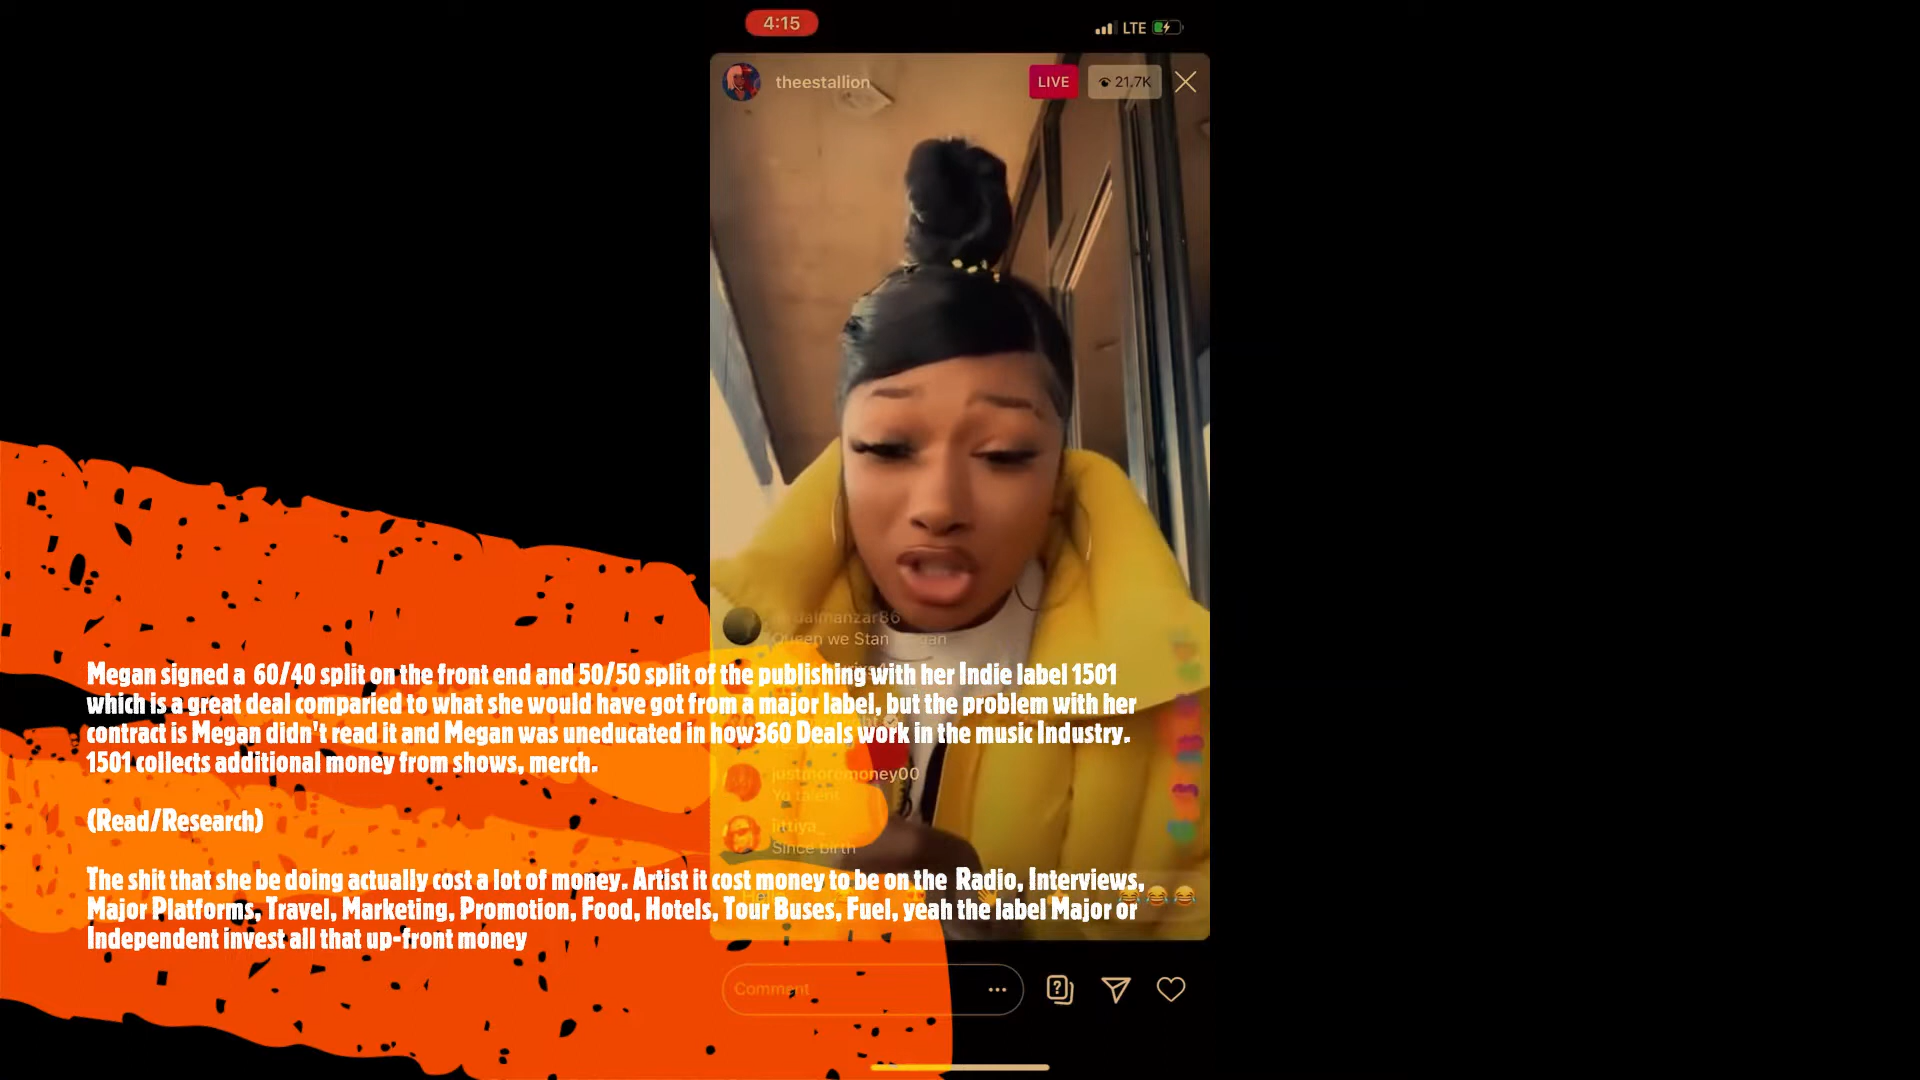 4:15
LTE
theestallion
LIVE
21.7K
Queen we Stan
Megan signed a 60/40 split on the front end and 50/50 split of the publishing with her Indie label 1501
which is a great deal comparied to what she would have got from a major label, but the problem with her
contract is Megan didn't read it and Megan was uneducated in how360 Deals work in the music Industry.
1501 collects additional money from shows, merch.
justmoremoney00
Yo talent
(Read/Research)
Since birth
The shit that she be doing actually cost a lot of money. Artist it cost money to be on the Radio, Interviews,
Major Platforms, Travel, Marketing, Promotion, Food, Hotels, Tour Buses, Fuel, yeah the label Major or
Independent invest all that up-front money
Comment